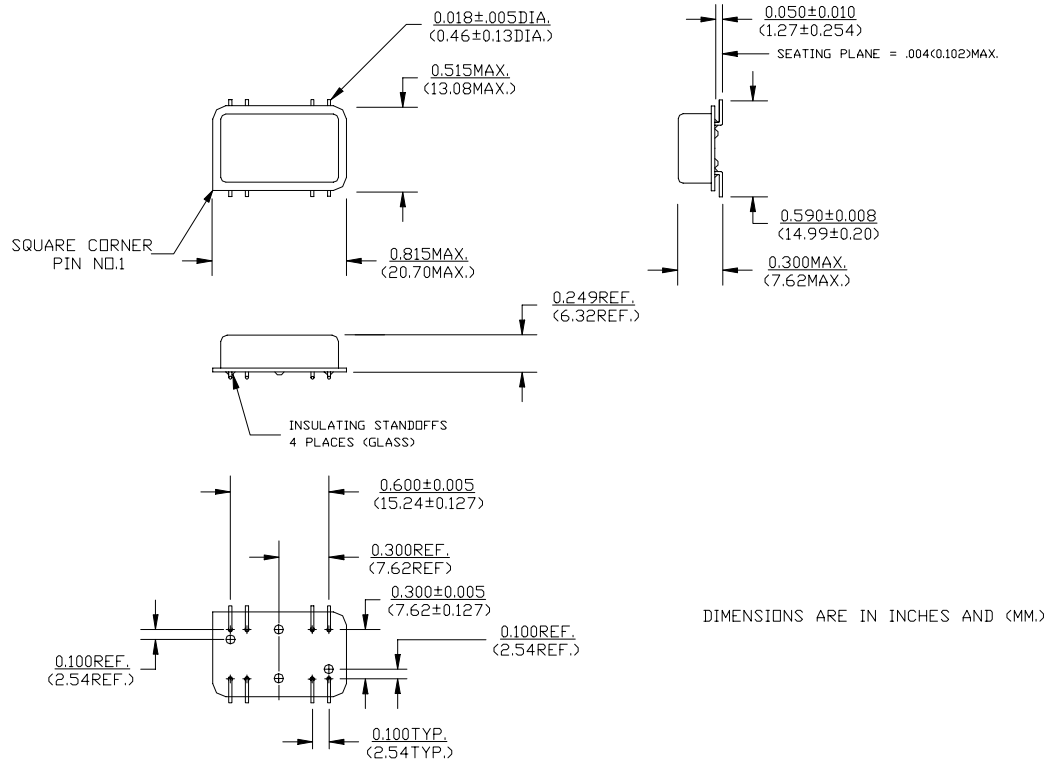 0.018±.005DIA.
(0.46±0.13DIA.)
0.515MAX.
(13.08MAX.)
SQUARE CORNER
PIN NO.1
0.815MAX.
(20.70MAX.)
0.050±0.010
(1.27±0.254)
SEATING PLANE = .004(0.102)MAX.
0.590±0.008
(14.99±0.20)
0.300MAX.
(7.62MAX.)
0.249REF.
(6.32REF.)
INSULATING STANDOFFS
4 PLACES (GLASS)
0.600±0.005
(15.24±0.127)
0.300REF.
(7.62REF)
0.300±0.005
(7.62±0.127)
0.100REF.
(2.54REF.)
0.100REF.
(2.54REF.)
0.100TYP.
(2.54TYP.)
DIMENSIONS ARE IN INCHES AND (MM.)